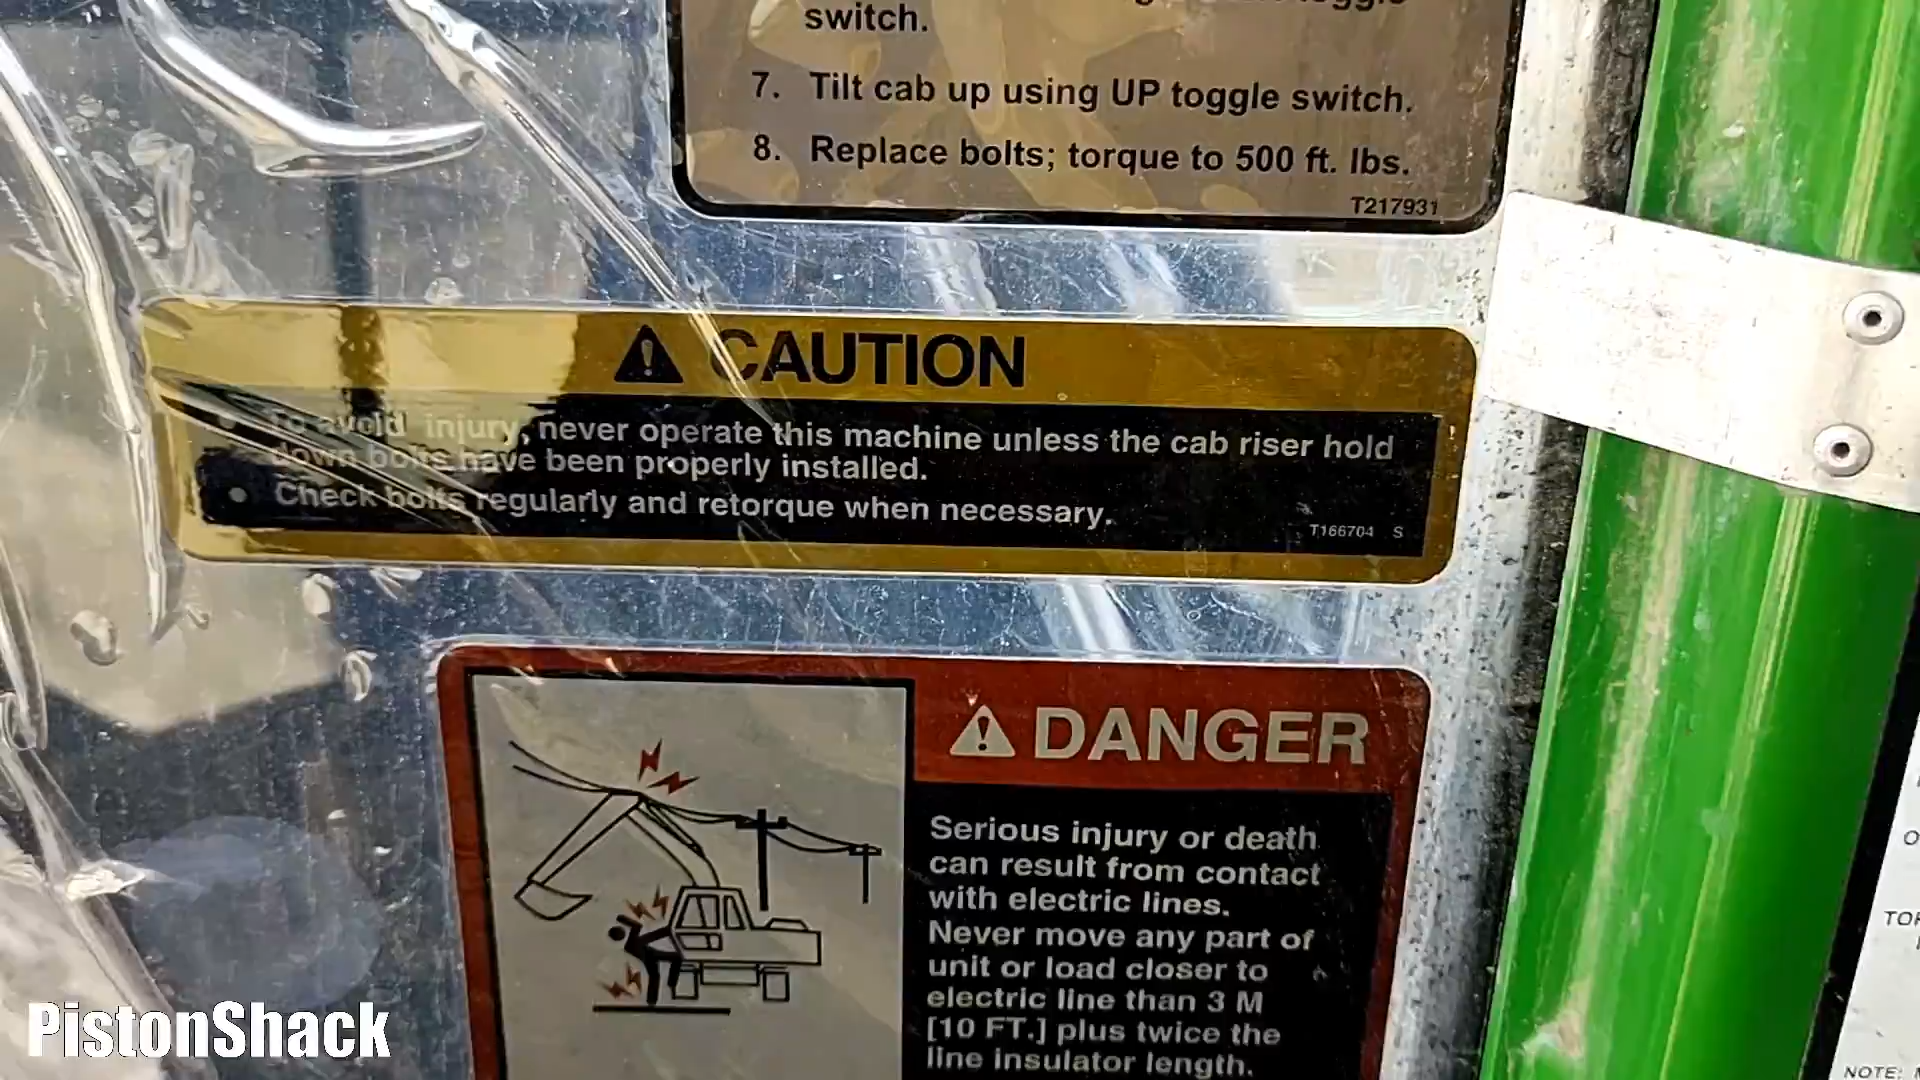 toggle
switch.
7. Tilt cab up using UP toggle switch.
8. Replace bolts; torque to 500 ft. lbs.
T217931
CAUTION
• To avoid injury, never operate this machine unless the cab riser hold
down bolts have been properly installed.
• Check bolts regularly and retorque when necessary.
T166704 S
DANGER
Serious injury or death
can result from contact
with electric lines.
Never move any part of
unit or load closer to
electric line than 3 M
[10 FT.] plus twice the
line insulator length.
NOTE:
PistonShack